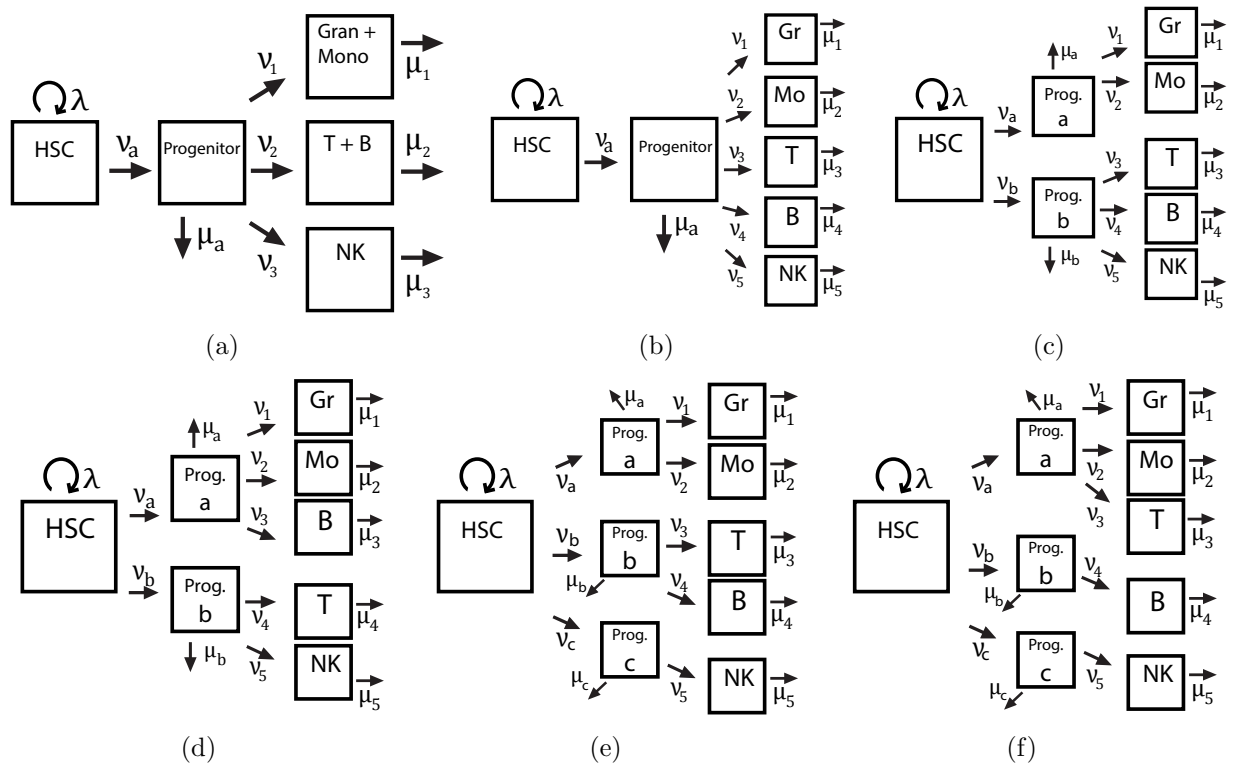 λ
HSC
νa
Progenitor
μa
ν1
ν2
ν3
Gran +
Mono
T + B
NK
μ1
μ2
μ3
(a)
λ
HSC
νa
Progenitor
μa
ν1
ν2
ν3
ν4
ν5
Gr
Mo
T
B
NK
μ1
μ2
μ3
μ4
μ5
(b)
λ
HSC
νa
νb
μa
Prog.
a
Prog.
b
μb
ν1
ν2
ν3
ν4
ν5
Gr
Mo
T
B
NK
μ1
μ2
μ3
μ4
μ5
(c)
λ
HSC
νa
νb
μa
Prog.
a
Prog.
b
μb
ν1
ν2
ν3
ν4
ν5
Gr
Mo
B
T
NK
μ1
μ2
μ3
μ4
μ5
(d)
λ
HSC
νa
νb
νc
μa
Prog.
a
Prog.
b
μb
Prog.
c
μc
ν1
ν2
ν3
ν4
ν5
Gr
Mo
T
B
NK
μ1
μ2
μ3
μ4
μ5
(e)
λ
HSC
νa
νb
νc
μa
Prog.
a
Prog.
b
μb
Prog.
c
μc
ν1
ν2
ν3
ν4
ν5
Gr
Mo
T
B
NK
μ1
μ2
μ3
μ4
μ5
(f)